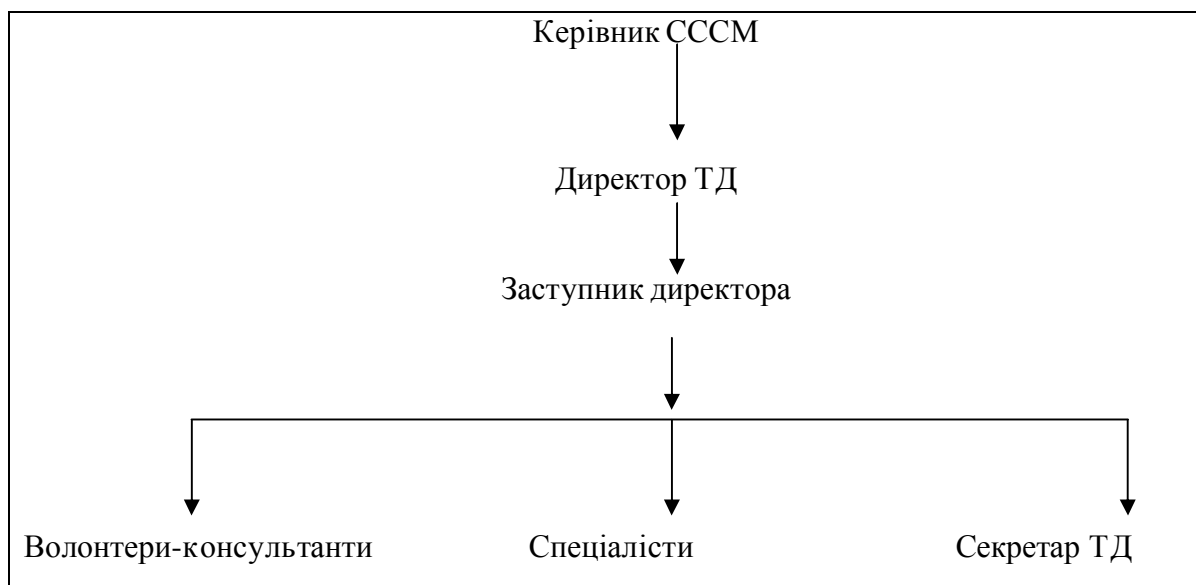 Керівник СССМ
Директор ТД
Заступник директора
Волонтери-консультанти Спеціалісти Секретар ТД